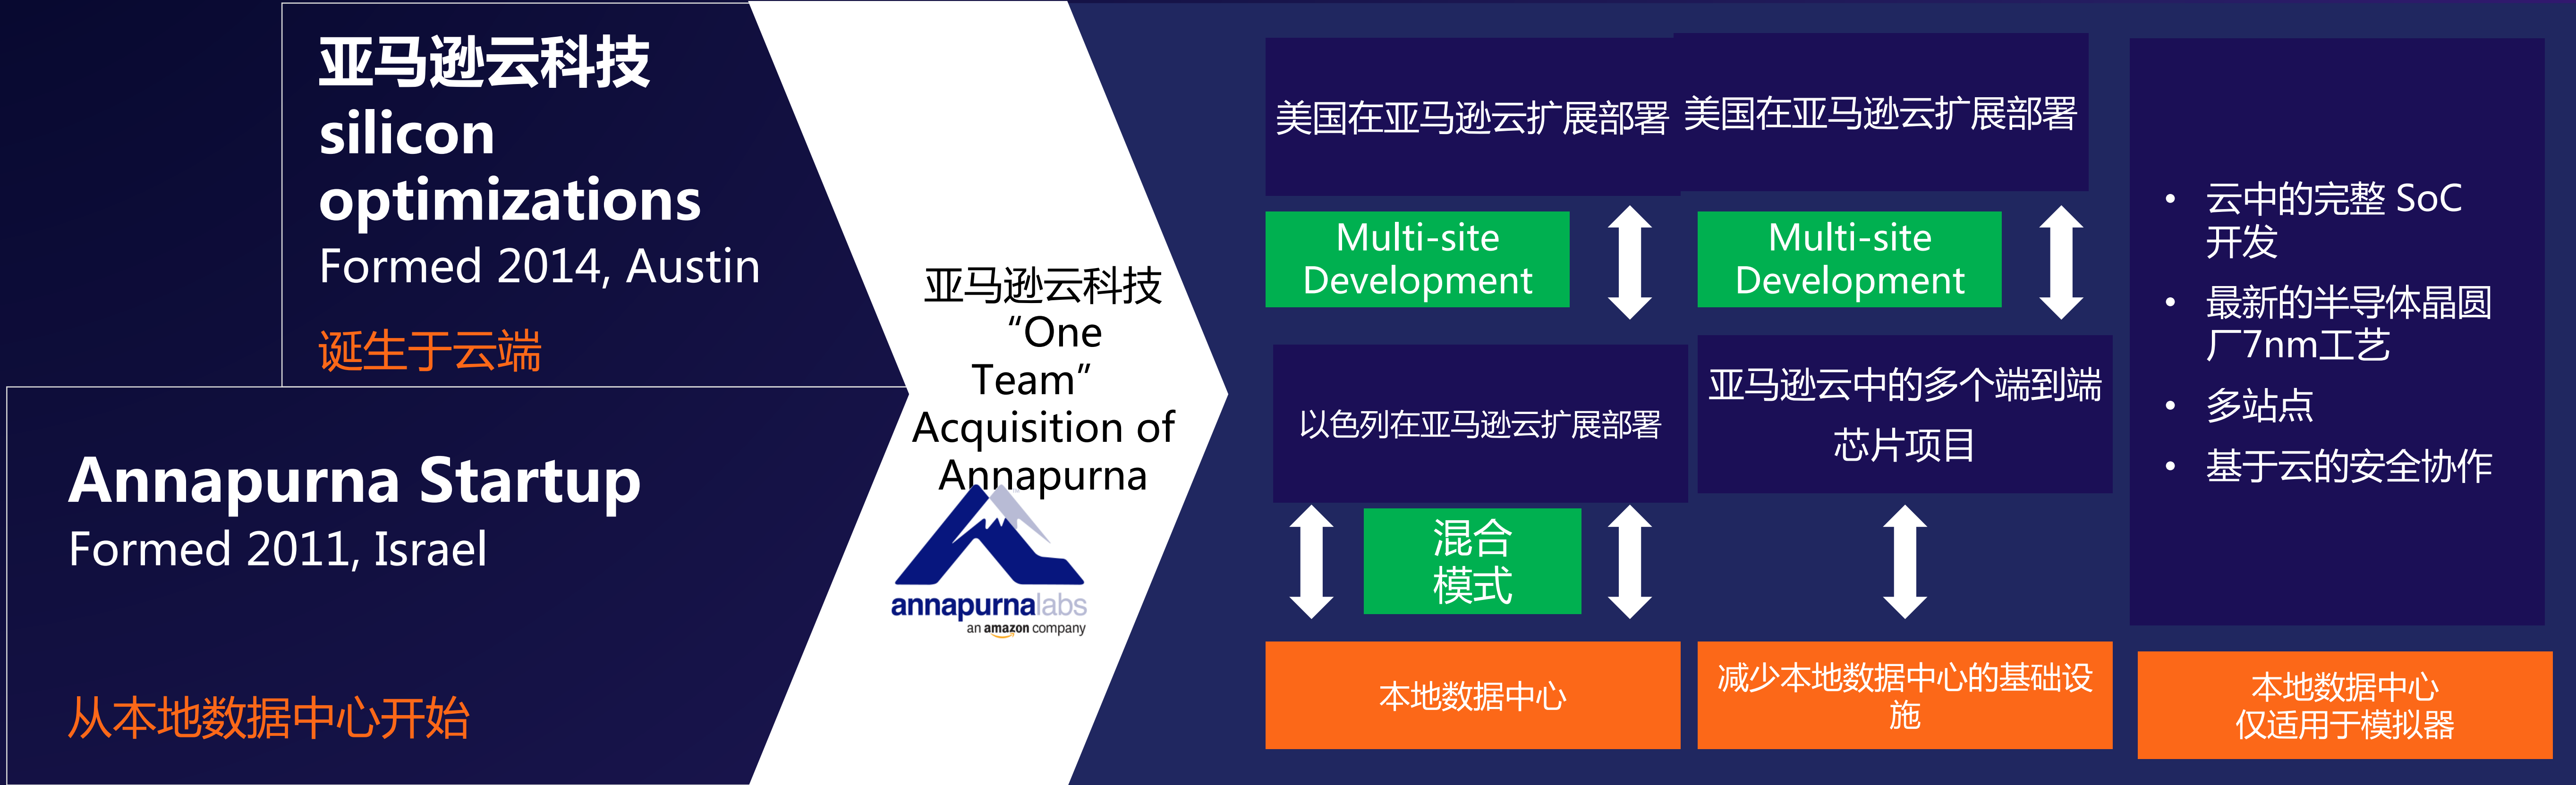 亚马逊云科技
silicon
optimizations
Formed 2014, Austin
诞生于云端
Annapurna Startup
Formed 2011, Israel
从本地数据中心开始
亚马逊云科技
“One
Team”
Acquisition of
Annapurna
annapurnalabs
an amazon company
美国在亚马逊云扩展部署
Multi-site
Development
以色列在亚马逊云扩展部署
混合
模式
本地数据中心
美国在亚马逊云扩展部署
Multi-site
Development
亚马逊云中的多个端到端
芯片项目
减少本地数据中心的基础设
施
• 云中的完整 SoC
开发
• 最新的半导体晶圆
厂7nm工艺
• 多站点
• 基于云的安全协作
本地数据中心
仅适用于模拟器